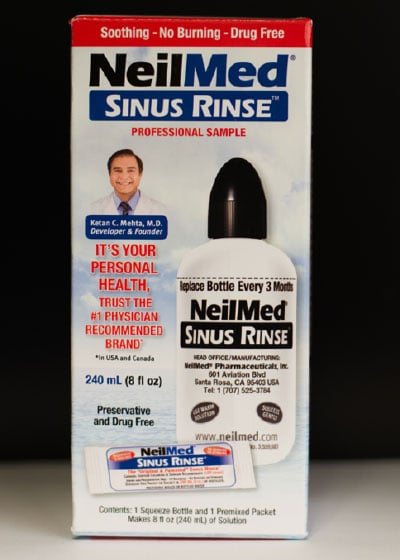 Soothing - No Burning - Drug Free
NeilMed®
SINUS RINSE™
PROFESSIONAL SAMPLE
Ketan C. Mehta, M.D.
Developer & Founder
IT'S YOUR
PERSONAL
HEALTH,
TRUST THE
#1 PHYSICIAN
RECOMMENDED
BRAND*
*In USA and Canada
240 mL (8 fl oz)
Preservative
and Drug Free
Replace Bottle Every 3 Months
NeilMed®
SINUS RINSE
HEAD OFFICE/MANUFACTURING:
NeilMed® Pharmaceuticals, Inc.
601 Aviation Blvd
Santa Rosa, CA 95403 USA
Tel: 1 (707) 525-3784
www.neilmed.com
NeilMed
SINUS RINSE™
Contents: 1 Squeeze Bottle and 1 Premixed Packet
Makes 8 fl oz (240 mL) of Solution